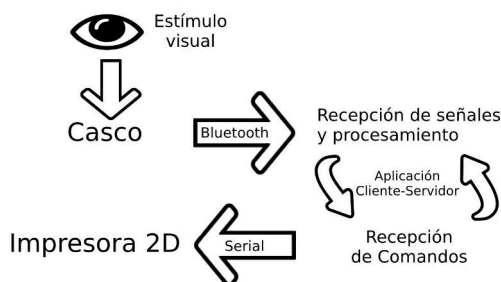 Estímulo
visual
Casco
Bluetooth
Recepción de señales
y procesamiento
Aplicación
Cliente-Servidor
Recepción
de Comandos
Serial
Impresora 2D